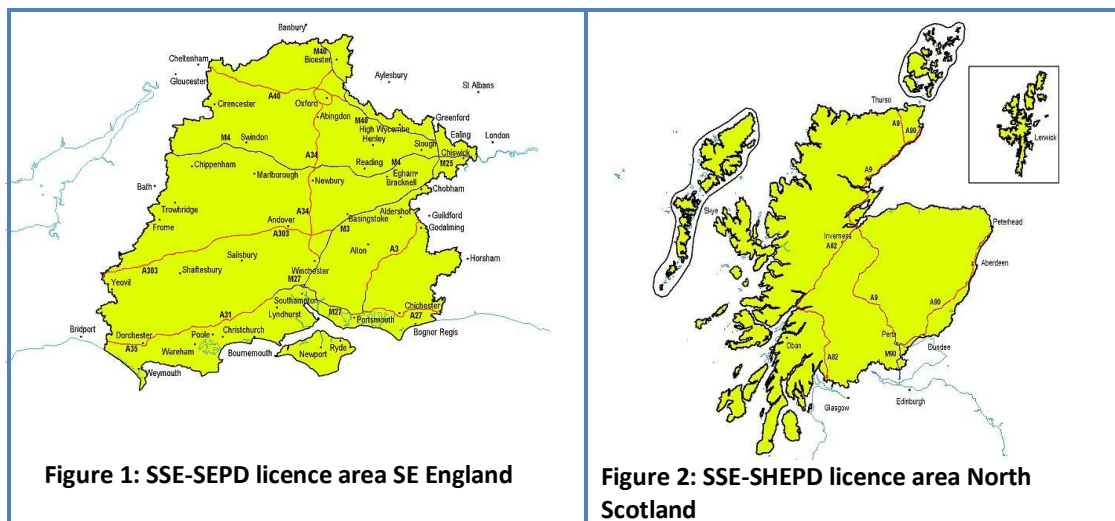 Banbury
M40
Bicester
Cheltenham
Gloucester
Aylesbury
St Albans
A40
Oxford
Cirencester
Abingdon
M40
Greenford
High Wycombe
Ealing
London
Henley
Slough
Chiswick
M4
Swindon
A34
Reading
M4
M25
Chippenham
Marlborough
Newbury
Egham
Bracknell
Bath
Chobham
Trowbridge
A34
Basingstoke
Aldershot
Guildford
Frome
Andover
A303
M3
Godalming
Alton
A3
Salisbury
Horsham
A303
Shaftesbury
Winchester
Yeovil
M27
Southampton
Chichester
Lyndhurst
M27
Portsmouth
A27
Bridport
A31
Bognor Regis
Dorchester
Poole
Christchurch
A35
Wareham
Bournemouth
Newport
Ryde
Weymouth
Figure 1: SSE-SEPD licence area SE England
Thurso
A9
A99
Lerwick
A9
Skye
Peterhead
Inverness
A82
Aberdeen
A9
A90
Perth
Oban
M90
Dundee
A82
Glasgow
Edinburgh
Figure 2: SSE-SHEPD licence area North
Scotland